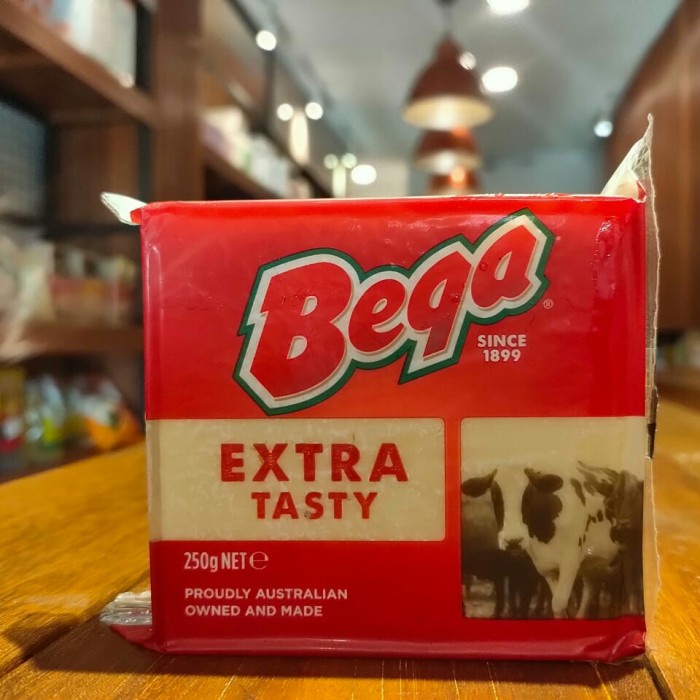 Bega®
SINCE
1899
EXTRA
TASTY
250g NET ℮
PROUDLY AUSTRALIAN
OWNED AND MADE